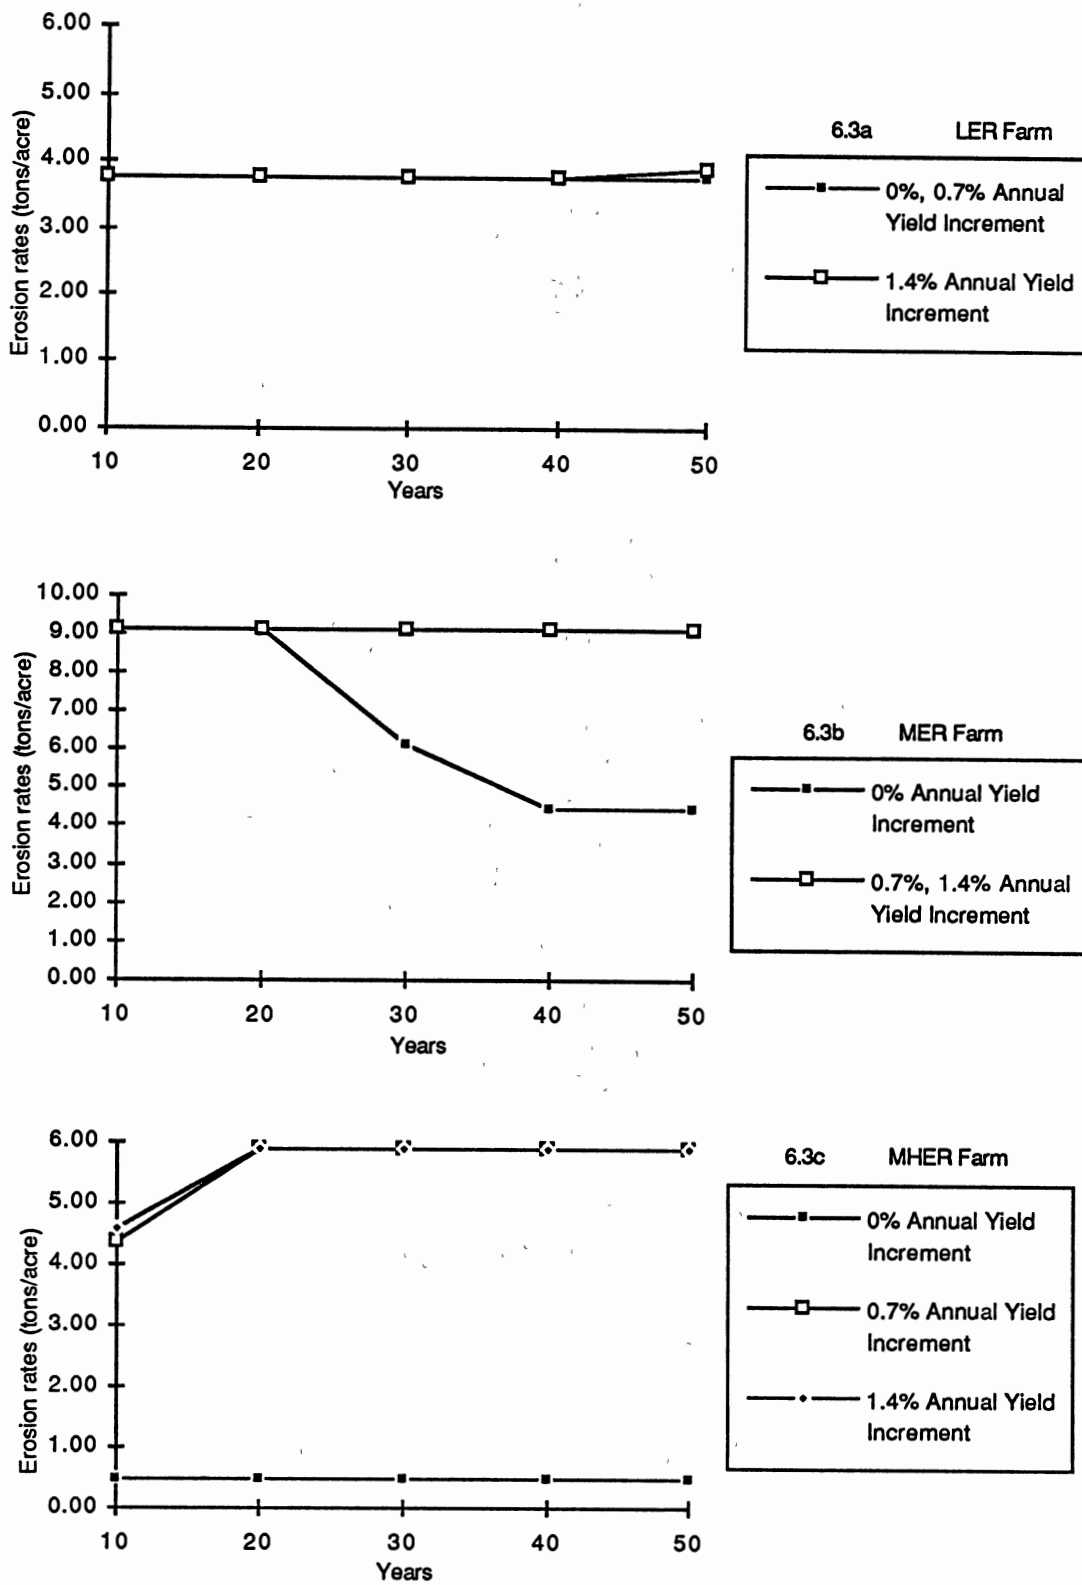 6.00
5.00
4.00
3.00
2.00
1.00
0.00
Erosion rates (tons/acre)
10 20 30 40 50
Years
6.3a LER Farm
0%, 0.7% Annual
Yield Increment
1.4% Annual Yield
Increment
10.00
9.00
8.00
7.00
6.00
5.00
4.00
3.00
2.00
1.00
0.00
Erosion rates (tons/acre)
10 20 30 40 50
Years
6.3b MER Farm
0% Annual Yield
Increment
0.7%, 1.4% Annual
Yield Increment
6.00
5.00
4.00
3.00
2.00
1.00
0.00
Erosion rates (tons/acre)
10 20 30 40 50
Years
6.3c MHER Farm
0% Annual Yield
Increment
0.7% Annual Yield
Increment
1.4% Annual Yield
Increment